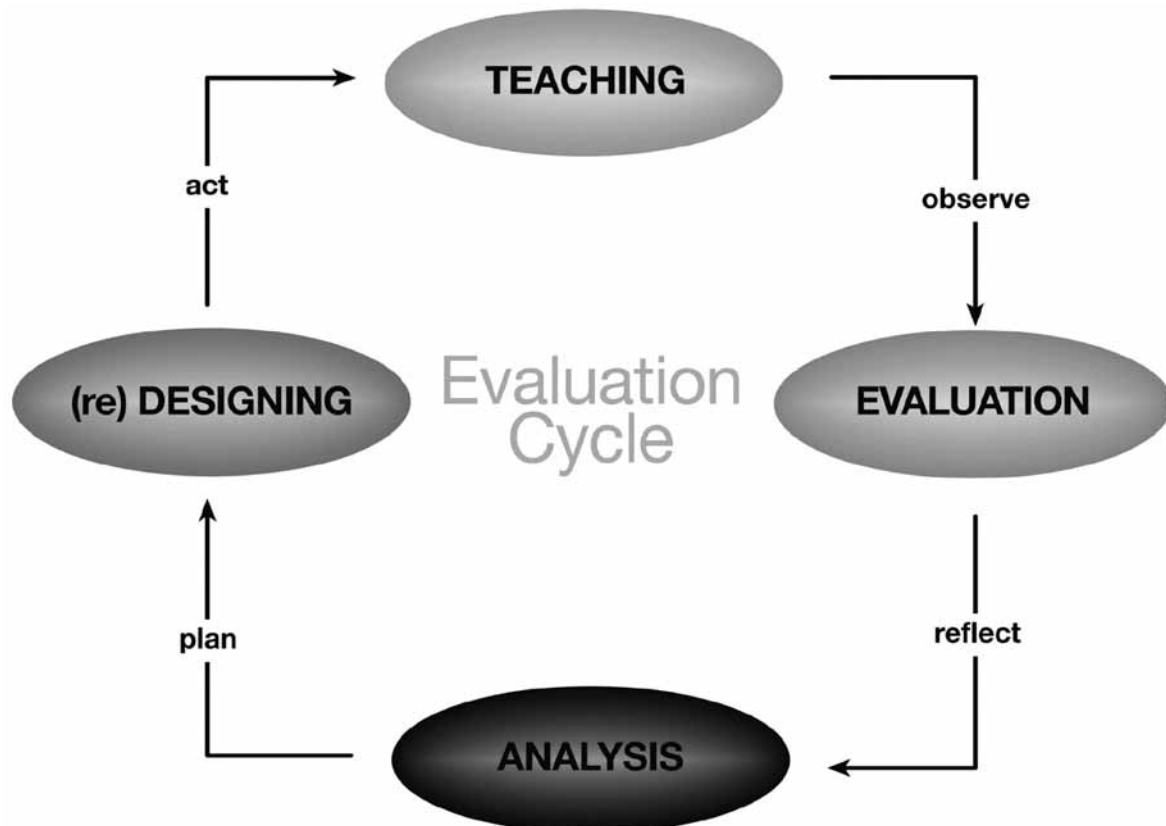 TEACHING
act
observe
(re) DESIGNING
Evaluation
Cycle
EVALUATION
plan
reflect
ANALYSIS